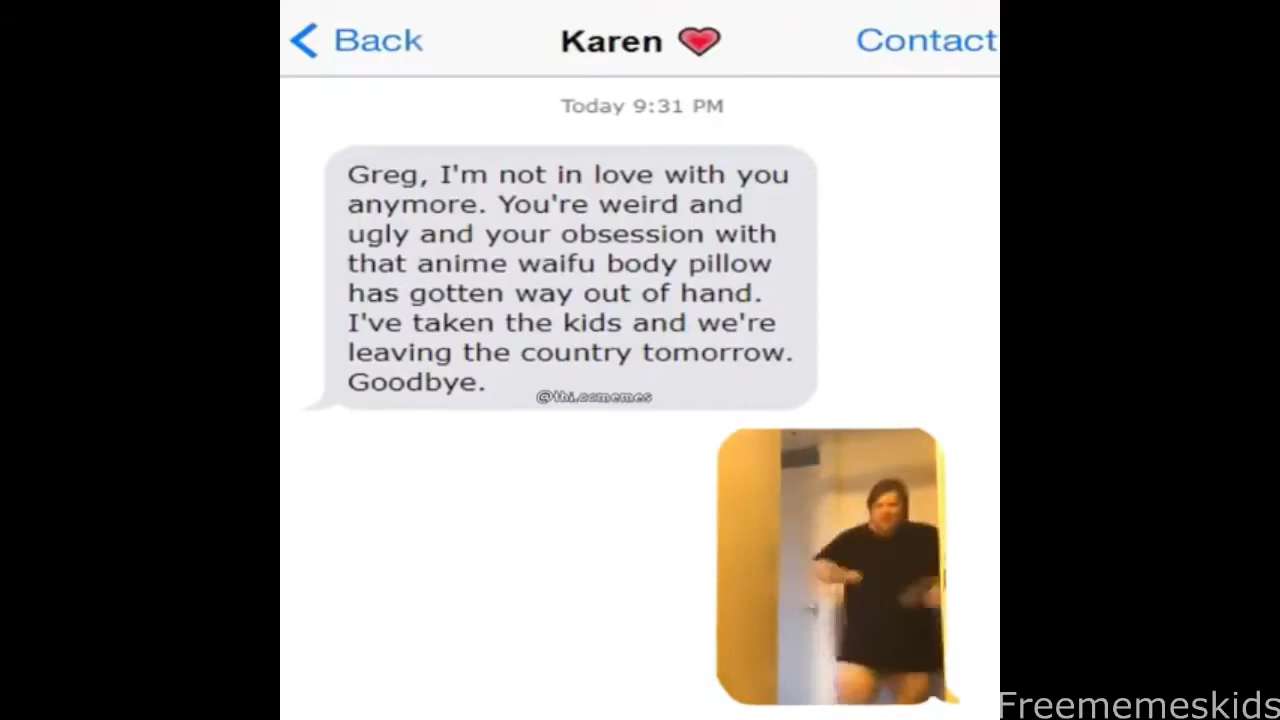 Back Karen Contact
Today 9:31 PM
Greg, I'm not in love with you
anymore. You're weird and
ugly and your obsession with
that anime waifu body pillow
has gotten way out of hand.
I've taken the kids and we're
leaving the country tomorrow.
Goodbye.
@thi.ccmemes
Freememeskids